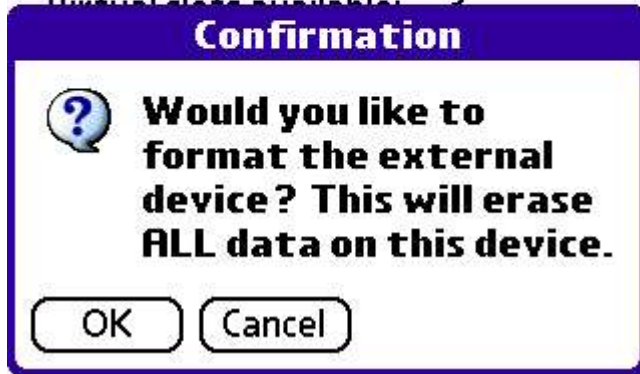 Confirmation
Would you like to
format the external
device? This will erase
ALL data on this device.
OK
Cancel